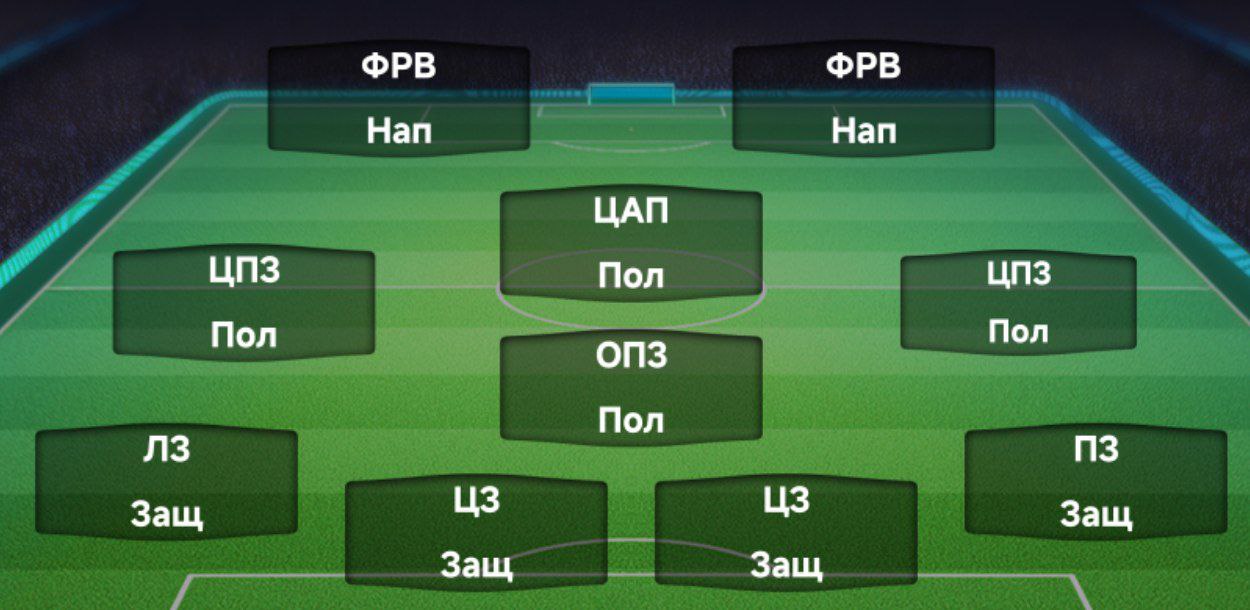 ФРВ
Нап
ФРВ
Нап
ЦАП
Пол
ЦПЗ
Пол
ЦПЗ
Пол
ОПЗ
Пол
ЛЗ
Защ
ПЗ
Защ
ЦЗ
Защ
ЦЗ
Защ